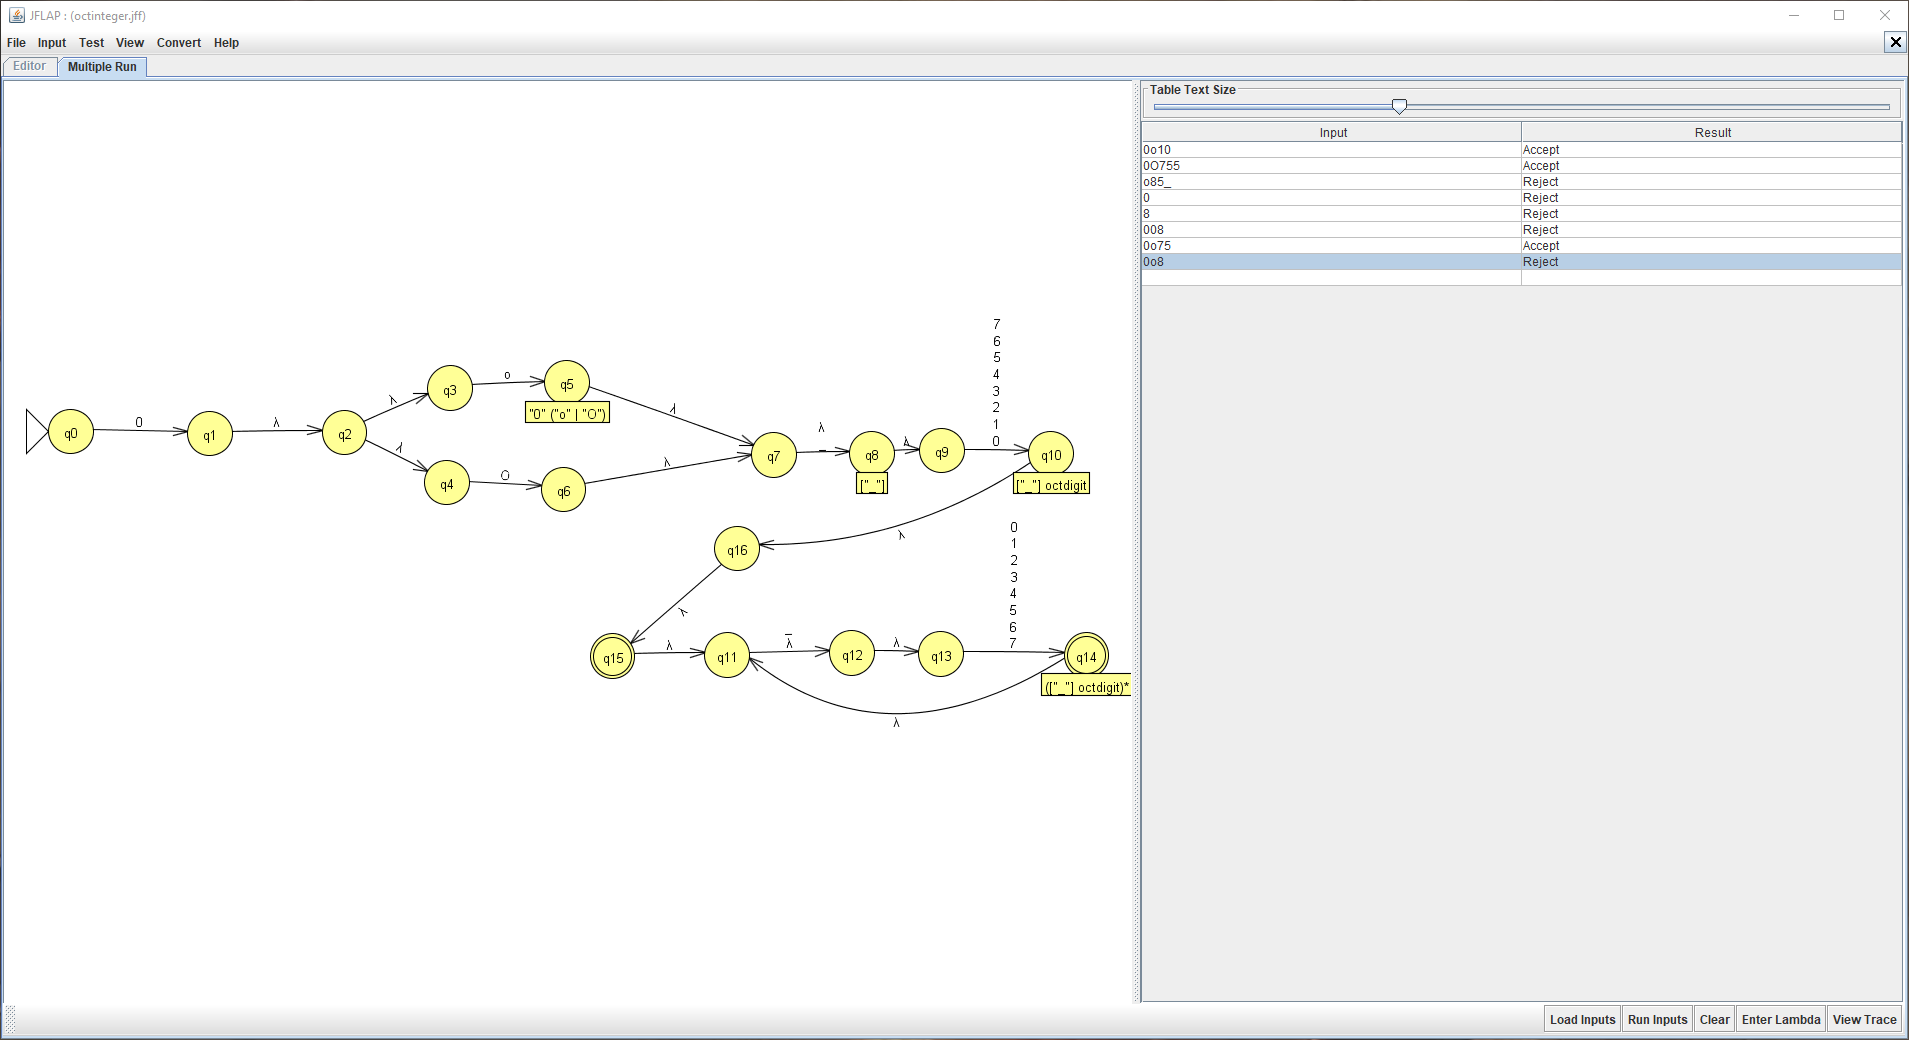 JFLAP : (octinteger.jff)
File Input Test View Convert Help
Editor Multiple Run
Table Text Size
Input Result
0o10 Accept
0O755 Accept
o85_ Reject
0 Reject
8 Reject
008 Reject
0o75 Accept
0o8 Reject
q0
0
q1
λ
q2
λ
λ
q3
o
q5
"0" ("o" | "O")
λ
q4
O
q6
λ
q7
λ
_
q8
["_"]
λ
q9
7
6
5
4
3
2
1
0
q10
["_"] octdigit
λ
q16
λ
q15
λ
q11
_
λ
q12
λ
q13
0
1
2
3
4
5
6
7
q14
(["_"] octdigit)*
λ
Load Inputs Run Inputs Clear Enter Lambda View Trace